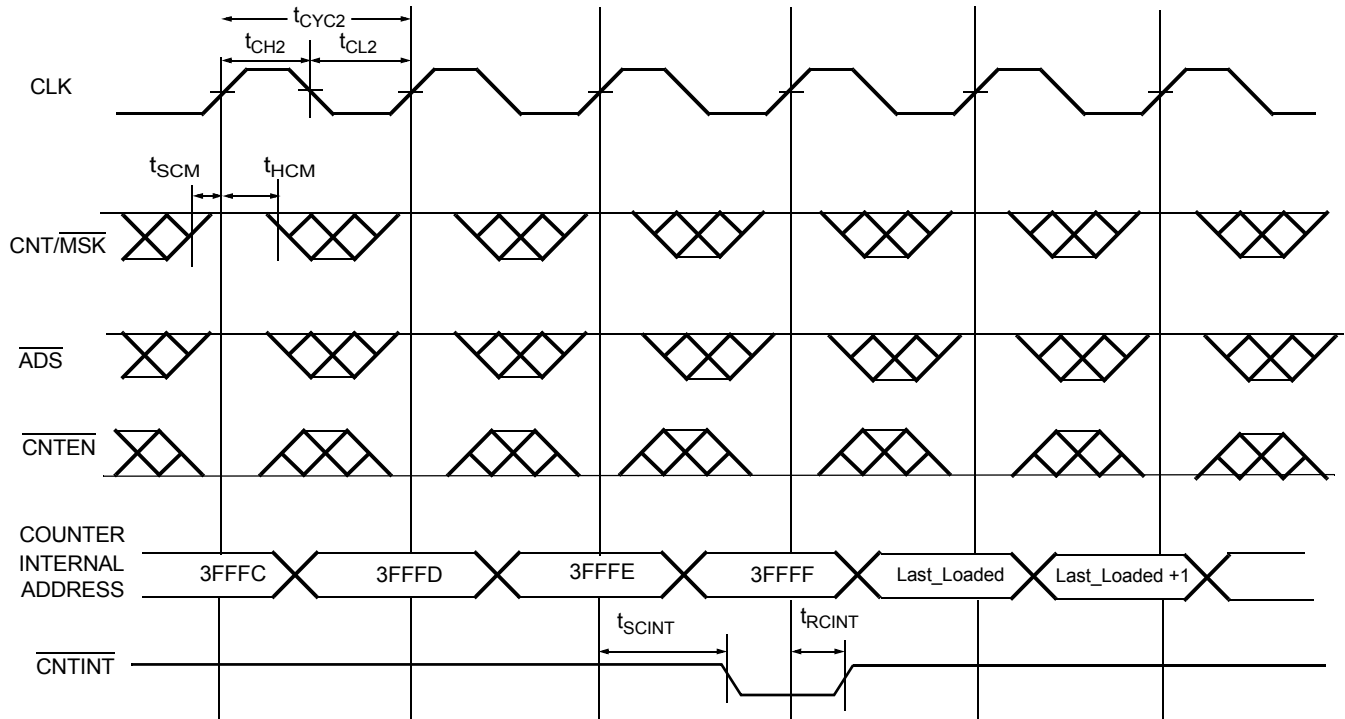 tCYC2
tCH2 tCL2
CLK
tSCM tHCM
CNT/MSK
ADS
CNTEN
COUNTER
INTERNAL
ADDRESS
3FFFC 3FFFD 3FFFE 3FFFF Last_Loaded Last_Loaded +1
tSCINT tRCINT
CNTINT